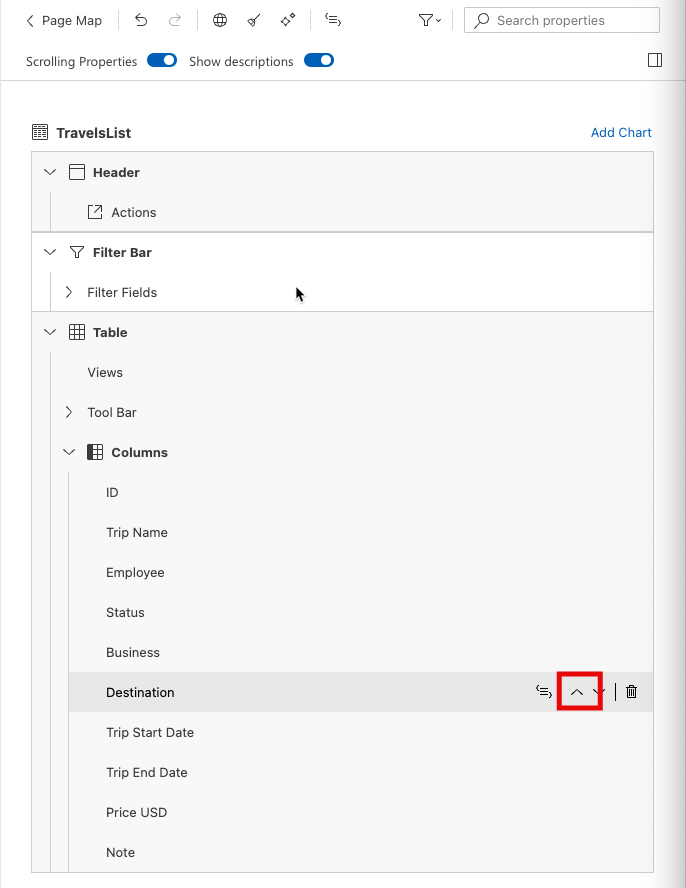 Page Map
Search properties
Scrolling Properties
Show descriptions
TravelsList
Add Chart
Header
Actions
Filter Bar
Filter Fields
Table
Views
Tool Bar
Columns
ID
Trip Name
Employee
Status
Business
Destination
Trip Start Date
Trip End Date
Price USD
Note